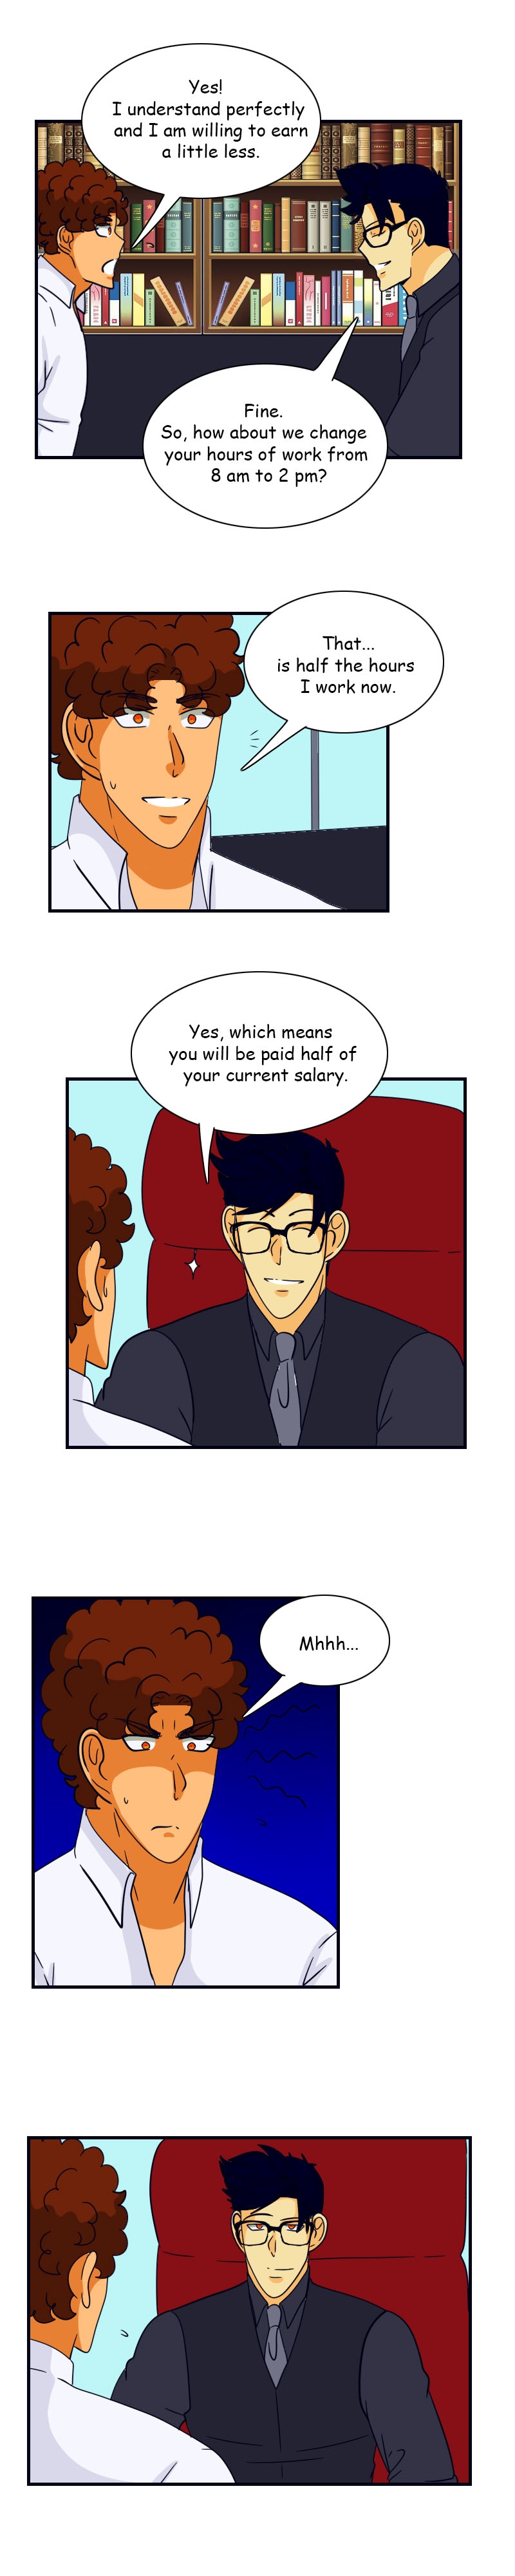 Yes!
I understand perfectly
and I am willing to earn
a little less.
Fine.
So, how about we change
your hours of work from
8 am to 2 pm?
That...
is half the hours
I work now.
Yes, which means
you will be paid half of
your current salary.
Mhhh...